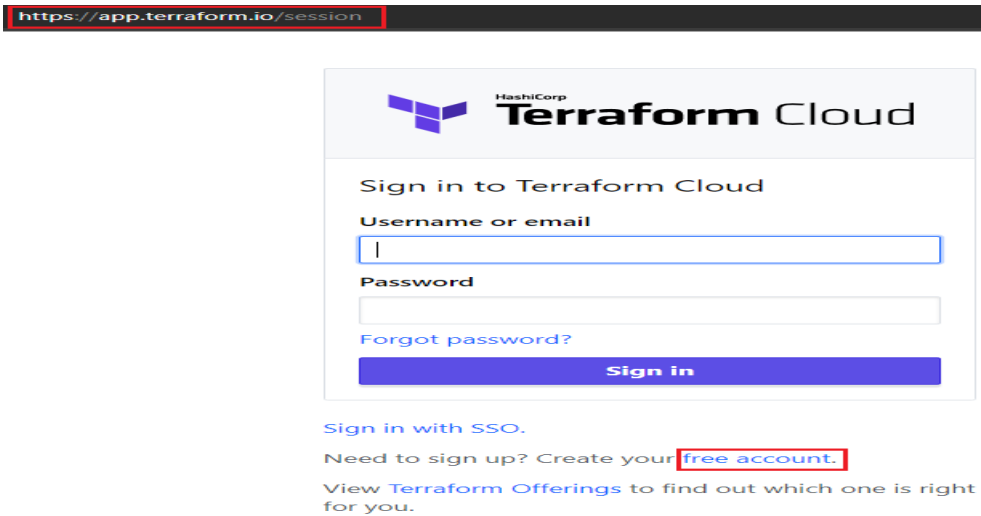 https://app.terraform.io/session
HashiCorp
Terraform Cloud
Sign in to Terraform Cloud
Username or email
Password
Forgot password?
Sign in
Sign in with SSO.
Need to sign up? Create your free account.
View Terraform Offerings to find out which one is right
for you.